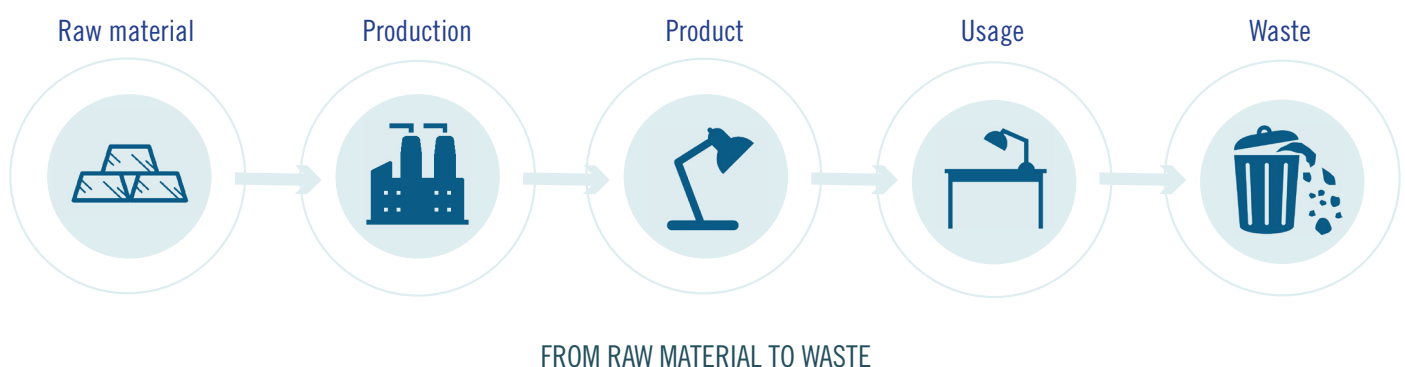 Raw material
Production
Product
Usage
Waste
FROM RAW MATERIAL TO WASTE